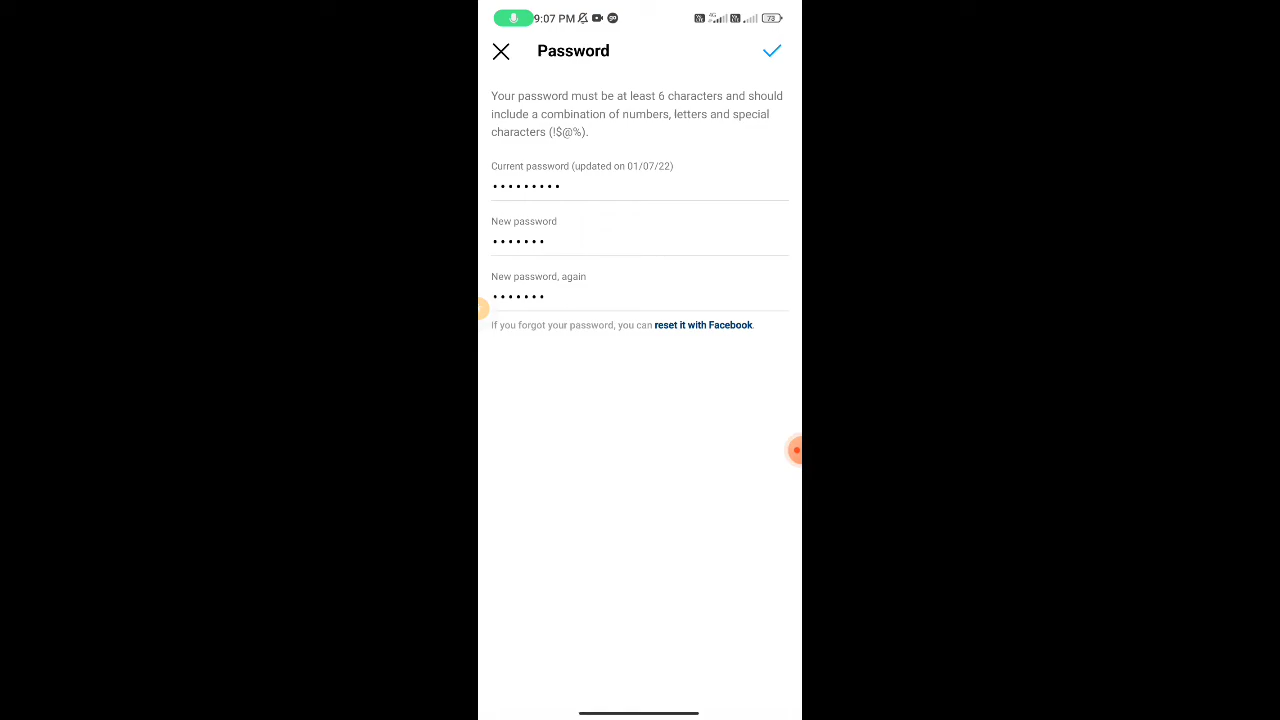 9:07 PM 4G 73
Password
Your password must be at least 6 characters and should
include a combination of numbers, letters and special
characters (!$@%).
Current password (updated on 01/07/22)
•••••••••
New password
•••••••
New password, again
•••••••
If you forgot your password, you can reset it with Facebook.